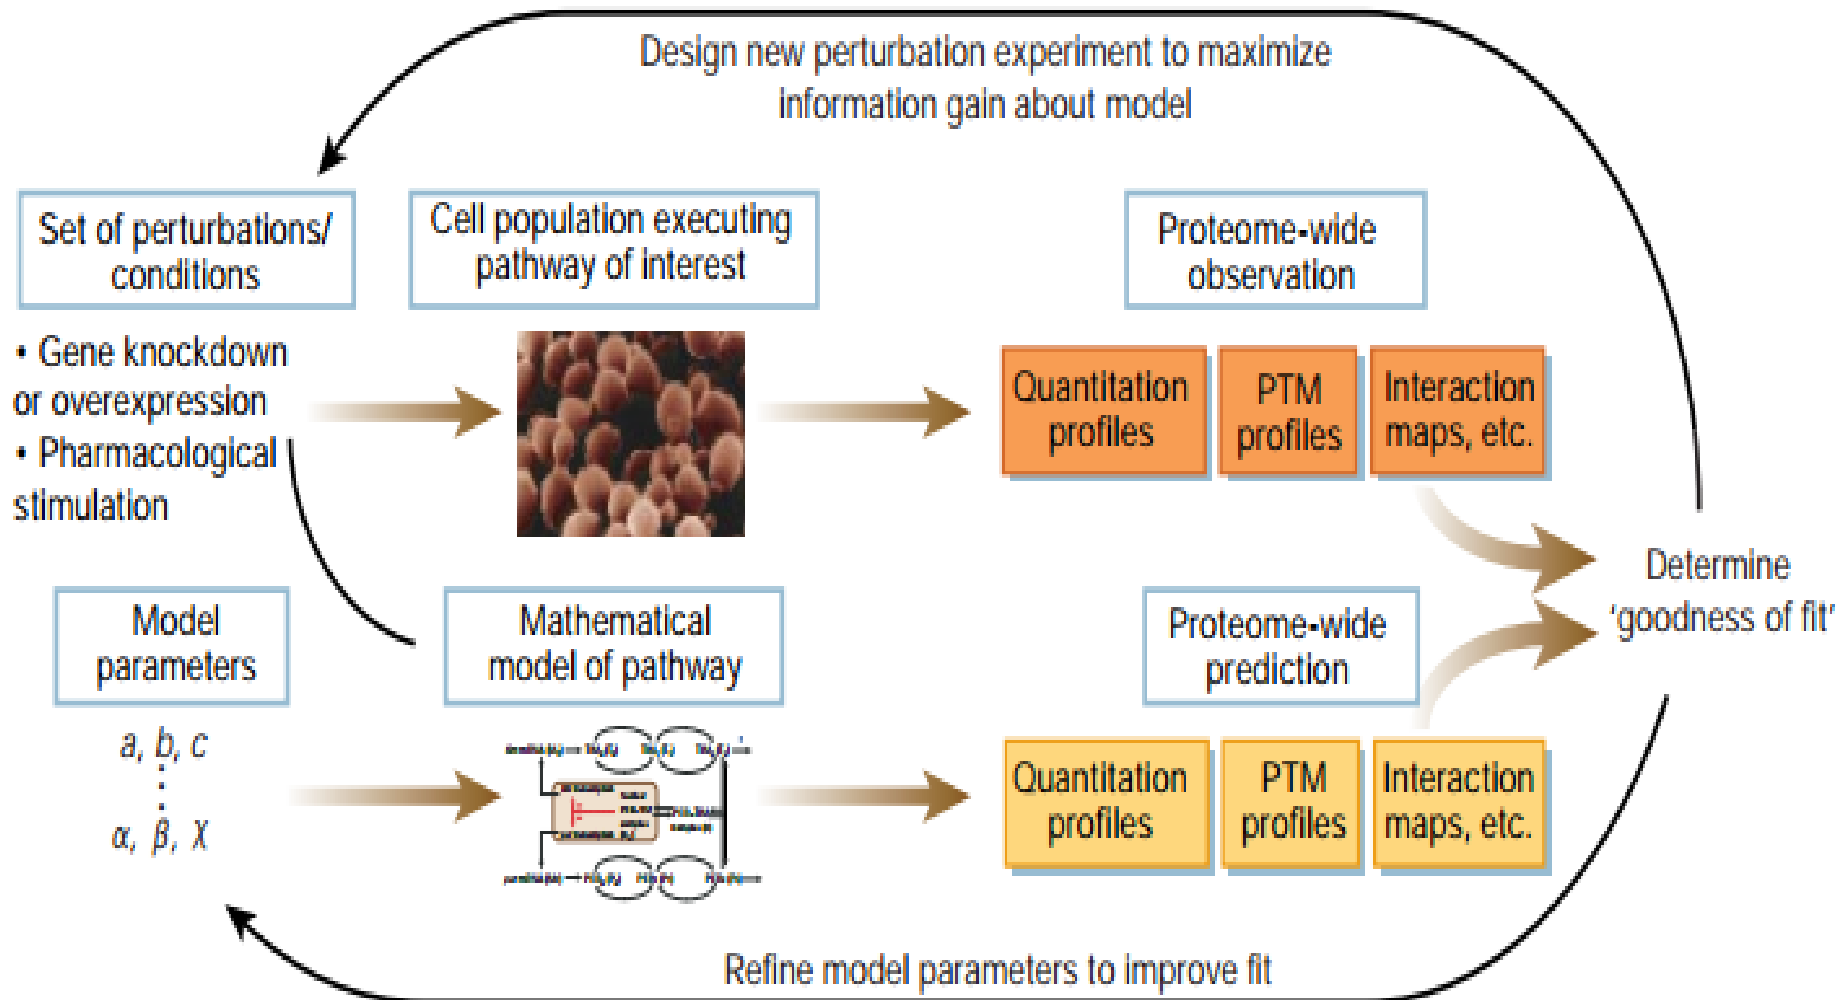 Design new perturbation experiment to maximize
information gain about model
Set of perturbations/
conditions
Cell population executing
pathway of interest
Proteome-wide
observation
• Gene knockdown
or overexpression
• Pharmacological
stimulation
Quantitation
profiles
PTM
profiles
Interaction
maps, etc.
Determine
'goodness of fit'
Model
parameters
Mathematical
model of pathway
Proteome-wide
prediction
a, b, c
α, β, χ
Quantitation
profiles
PTM
profiles
Interaction
maps, etc.
Refine model parameters to improve fit